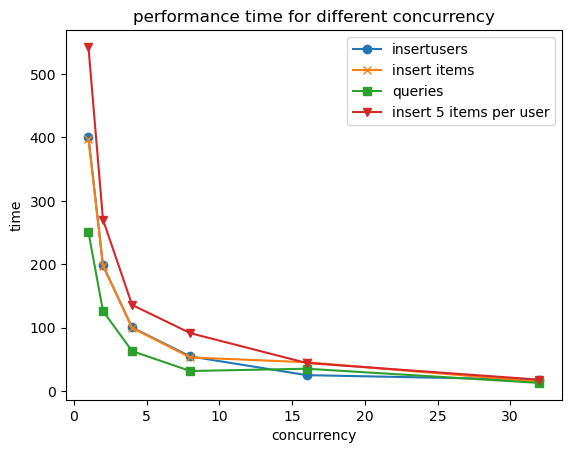 performance time for different concurrency
insertusers
insert items
queries
insert 5 items per user
time
500
400
300
200
100
0
0 5 10 15 20 25 30
concurrency